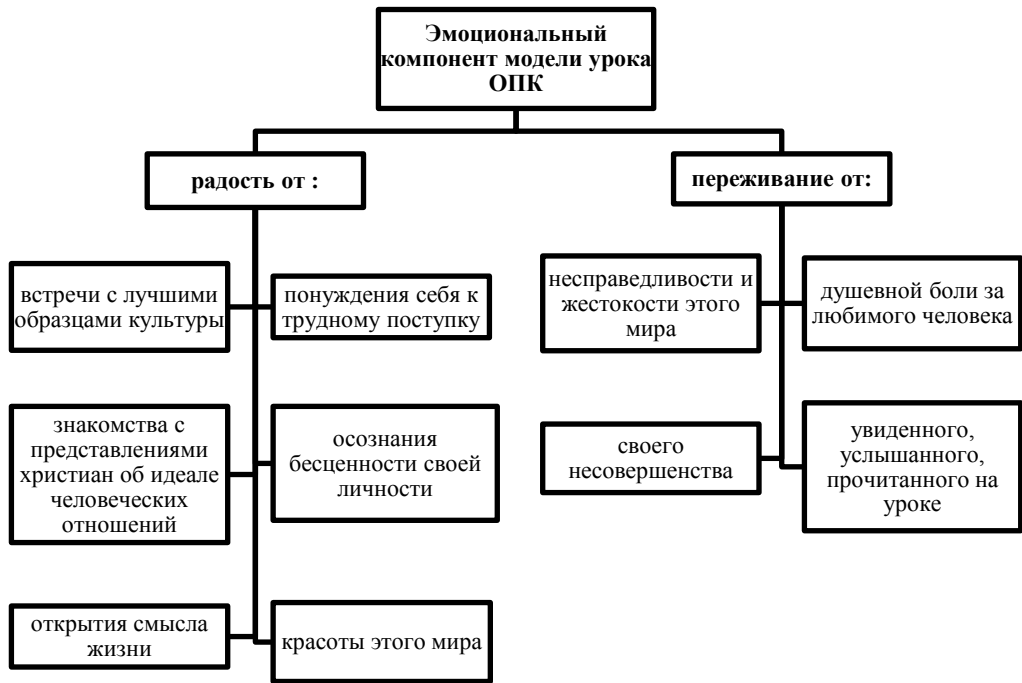 Эмоциональный
компонент модели урока
ОПК
радость от :
встречи с лучшими
образцами культуры
понуждения себя к
трудному поступку
знакомства с
представлениями
христиан об идеале
человеческих
отношений
осознания
бесценности своей
личности
открытия смысла
жизни
красоты этого мира
переживание от:
несправедливости и
жестокости этого
мира
душевной боли за
любимого человека
своего
несовершенства
увиденного,
услышанного,
прочитанного на
уроке